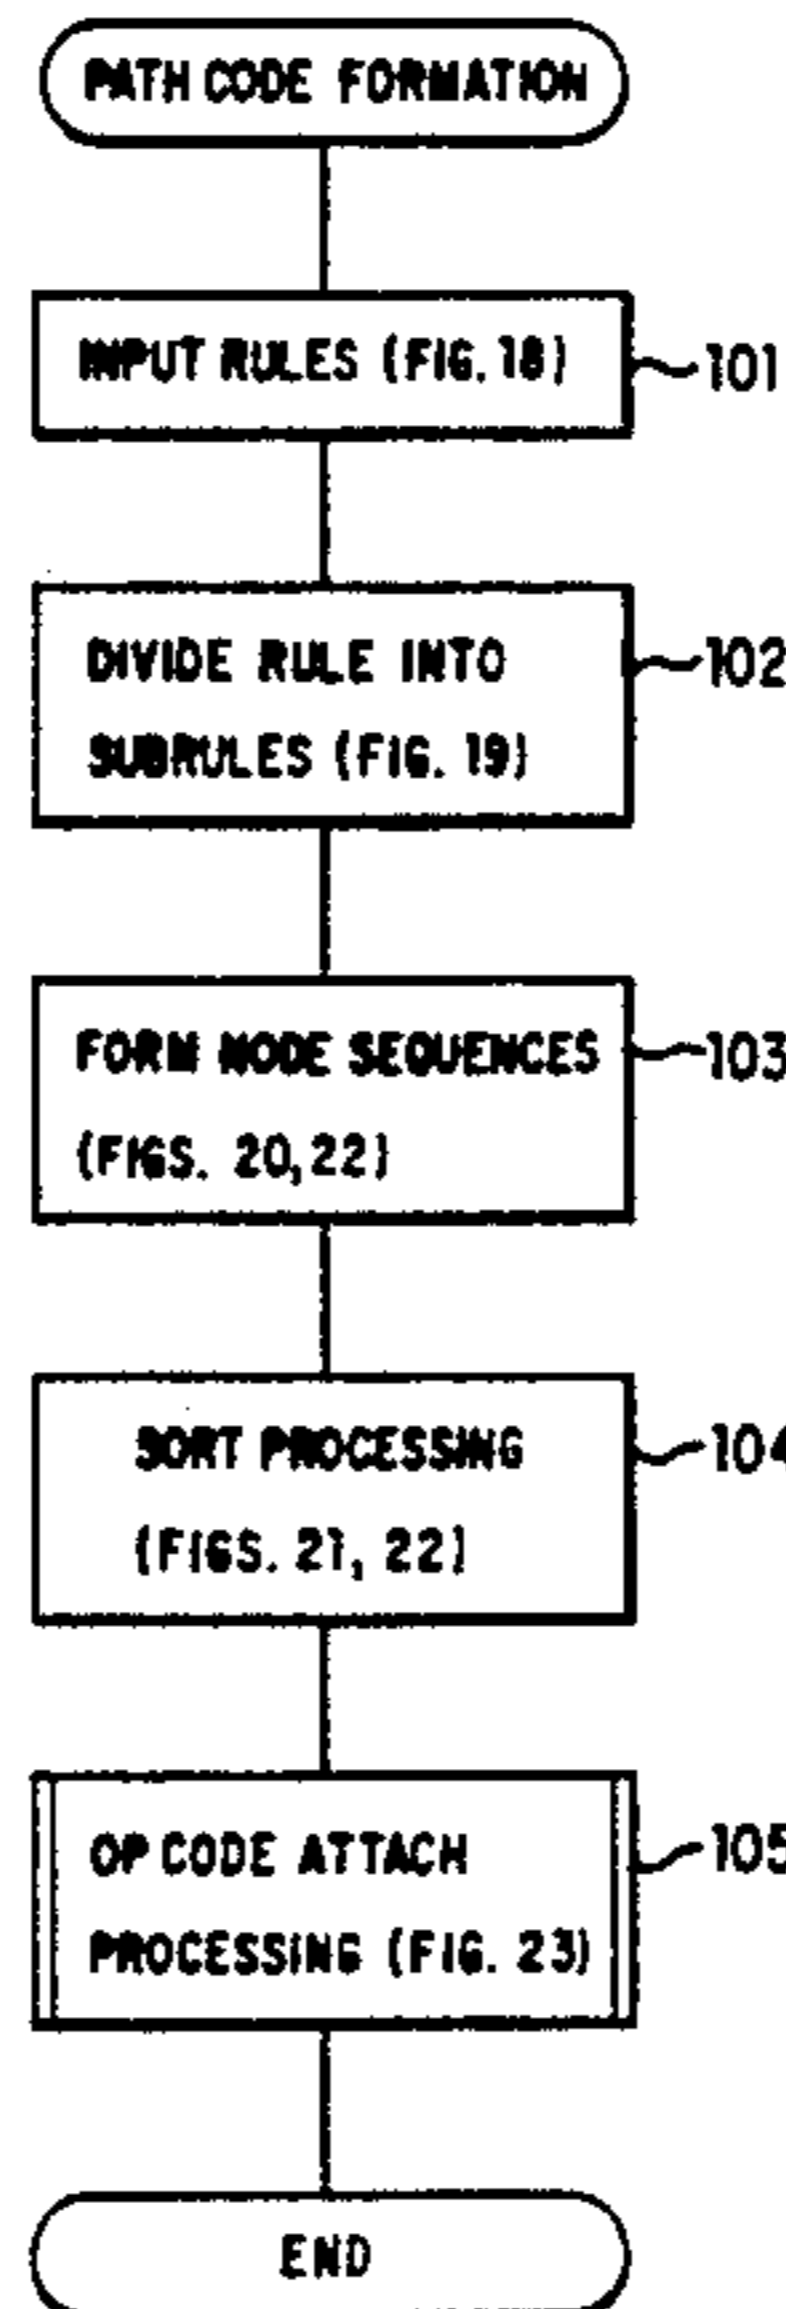 PATH CODE FORMATION
INPUT RULES (FIG. 18)
101
DIVIDE RULE INTO
SUBRULES (FIG. 19)
102
FORM NODE SEQUENCES
(FIGS. 20, 22)
103
SORT PROCESSING
(FIGS. 21, 22)
104
OP CODE ATTACH
PROCESSING (FIG. 23)
105
END